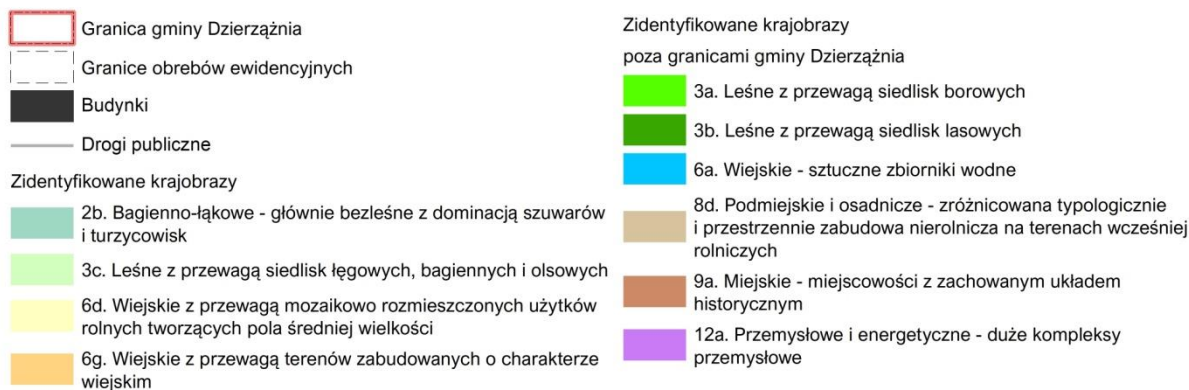 Granica gminy Dzierzążnia
Granice obrębów ewidencyjnych
Budynki
Drogi publiczne
Zidentyfikowane krajobrazy
2b. Bagienno-łąkowe - głównie bezleśne z dominacją szuwarów
i turzycowisk
3c. Leśne z przewagą siedlisk łęgowych, bagiennych i olsowych
6d. Wiejskie z przewagą mozaikowo rozmieszczonych użytków
rolnych tworzących pola średniej wielkości
6g. Wiejskie z przewagą terenów zabudowanych o charakterze
wiejskim
Zidentyfikowane krajobrazy
poza granicami gminy Dzierzążnia
3a. Leśne z przewagą siedlisk borowych
3b. Leśne z przewagą siedlisk lasowych
6a. Wiejskie - sztuczne zbiorniki wodne
8d. Podmiejskie i osadnicze - zróżnicowana typologicznie
i przestrzennie zabudowa nierolnicza na terenach wcześniej
rolniczych
9a. Miejskie - miejscowości z zachowanym układem
historycznym
12a. Przemysłowe i energetyczne - duże kompleksy
przemysłowe